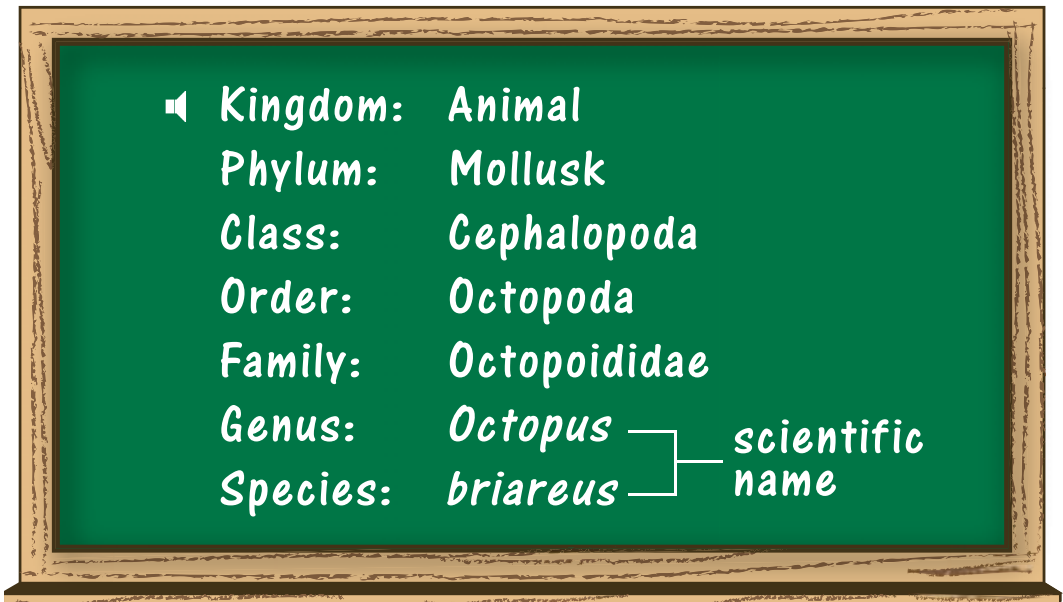 Kingdom: Animal
Phylum: Mollusk
Class: Cephalopoda
Order: Octopoda
Family: Octopoididae
Genus: Octopus
Species: briareus
scientific
name